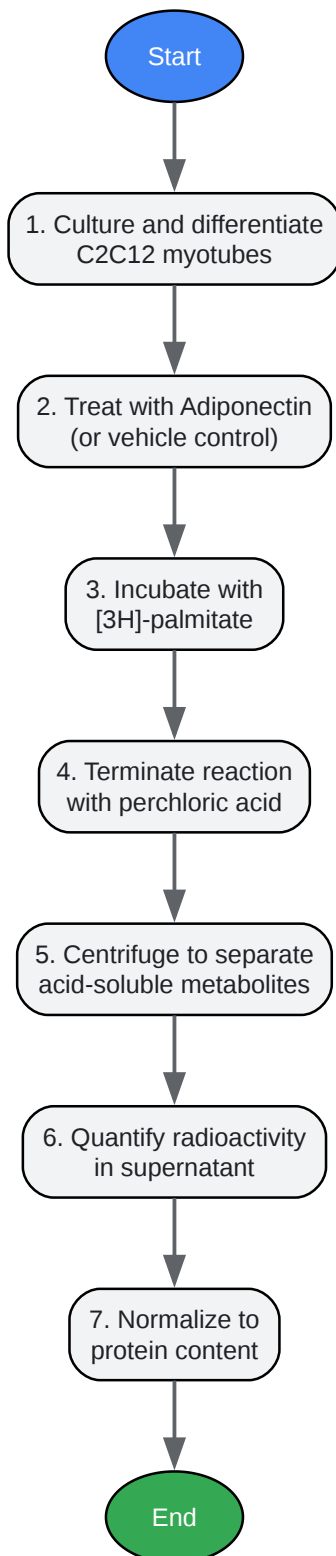 Start
1. Culture and differentiate
C2C12 myotubes
2. Treat with Adiponectin
(or vehicle control)
3. Incubate with
[3H]-palmitate
4. Terminate reaction
with perchloric acid
5. Centrifuge to separate
acid-soluble metabolites
6. Quantify radioactivity
in supernatant
7. Normalize to
protein content
End